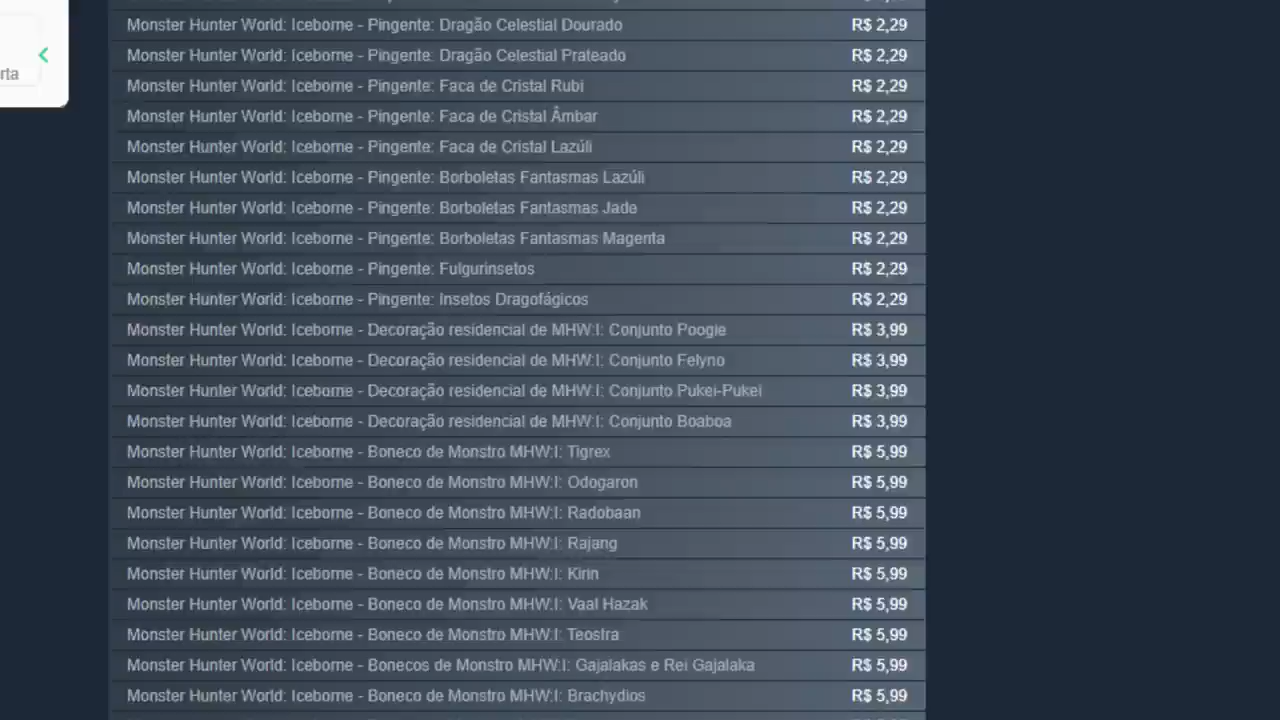 Monster Hunter World: Iceborne - Pingente: Dragão Celestial Dourado R$ 2,29
Monster Hunter World: Iceborne - Pingente: Dragão Celestial Prateado R$ 2,29
rta
Monster Hunter World: Iceborne - Pingente: Faca de Cristal Rubi R$ 2,29
Monster Hunter World: Iceborne - Pingente: Faca de Cristal Âmbar R$ 2,29
Monster Hunter World: Iceborne - Pingente: Faca de Cristal Lazúli R$ 2,29
Monster Hunter World: Iceborne - Pingente: Borboletas Fantasmas Lazúli R$ 2,29
Monster Hunter World: Iceborne - Pingente: Borboletas Fantasmas Jade R$ 2,29
Monster Hunter World: Iceborne - Pingente: Borboletas Fantasmas Magenta R$ 2,29
Monster Hunter World: Iceborne - Pingente: Fulgurinsetos R$ 2,29
Monster Hunter World: Iceborne - Pingente: Insetos Dragofágicos R$ 2,29
Monster Hunter World: Iceborne - Decoração residencial de MHW:I: Conjunto Poogie R$ 3,99
Monster Hunter World: Iceborne - Decoração residencial de MHW:I: Conjunto Felyno R$ 3,99
Monster Hunter World: Iceborne - Decoração residencial de MHW:I: Conjunto Pukei-Pukei R$ 3,99
Monster Hunter World: Iceborne - Decoração residencial de MHW:I: Conjunto Boaboa R$ 3,99
Monster Hunter World: Iceborne - Boneco de Monstro MHW:I: Tigrex R$ 5,99
Monster Hunter World: Iceborne - Boneco de Monstro MHW:I: Odogaron R$ 5,99
Monster Hunter World: Iceborne - Boneco de Monstro MHW:I: Radobaan R$ 5,99
Monster Hunter World: Iceborne - Boneco de Monstro MHW:I: Rajang R$ 5,99
Monster Hunter World: Iceborne - Boneco de Monstro MHW:I: Kirin R$ 5,99
Monster Hunter World: Iceborne - Boneco de Monstro MHW:I: Vaal Hazak R$ 5,99
Monster Hunter World: Iceborne - Boneco de Monstro MHW:I: Teostra R$ 5,99
Monster Hunter World: Iceborne - Bonecos de Monstro MHW:I: Gajalakas e Rei Gajalaka R$ 5,99
Monster Hunter World: Iceborne - Boneco de Monstro MHW:I: Brachydios R$ 5,99